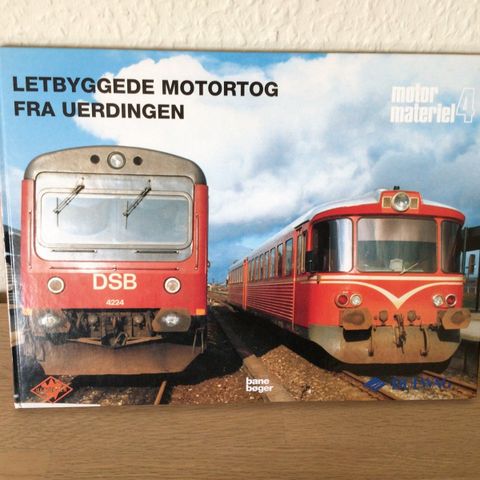 LETBYGGEDE MOTORTOG
FRA UERDINGEN
motor
materiel 4
DSB
4224
bane
bøger